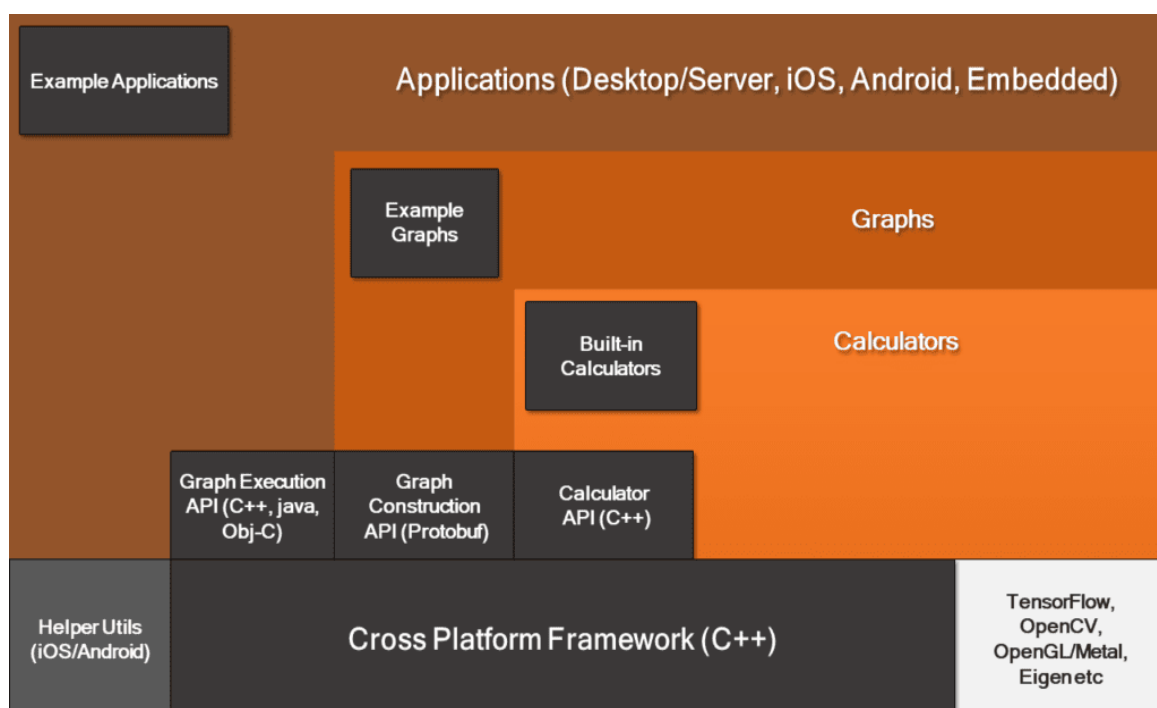 Example Applications
Applications (Desktop/Server, iOS, Android, Embedded)
Example
Graphs
Graphs
Built-in
Calculators
Calculators
Graph Execution
API (C++, java,
Obj-C)
Graph
Construction
API (Protobuf)
Calculator
API (C++)
Helper Utils
(iOS/Android)
Cross Platform Framework (C++)
TensorFlow,
OpenCV,
OpenGL/Metal,
Eigen etc